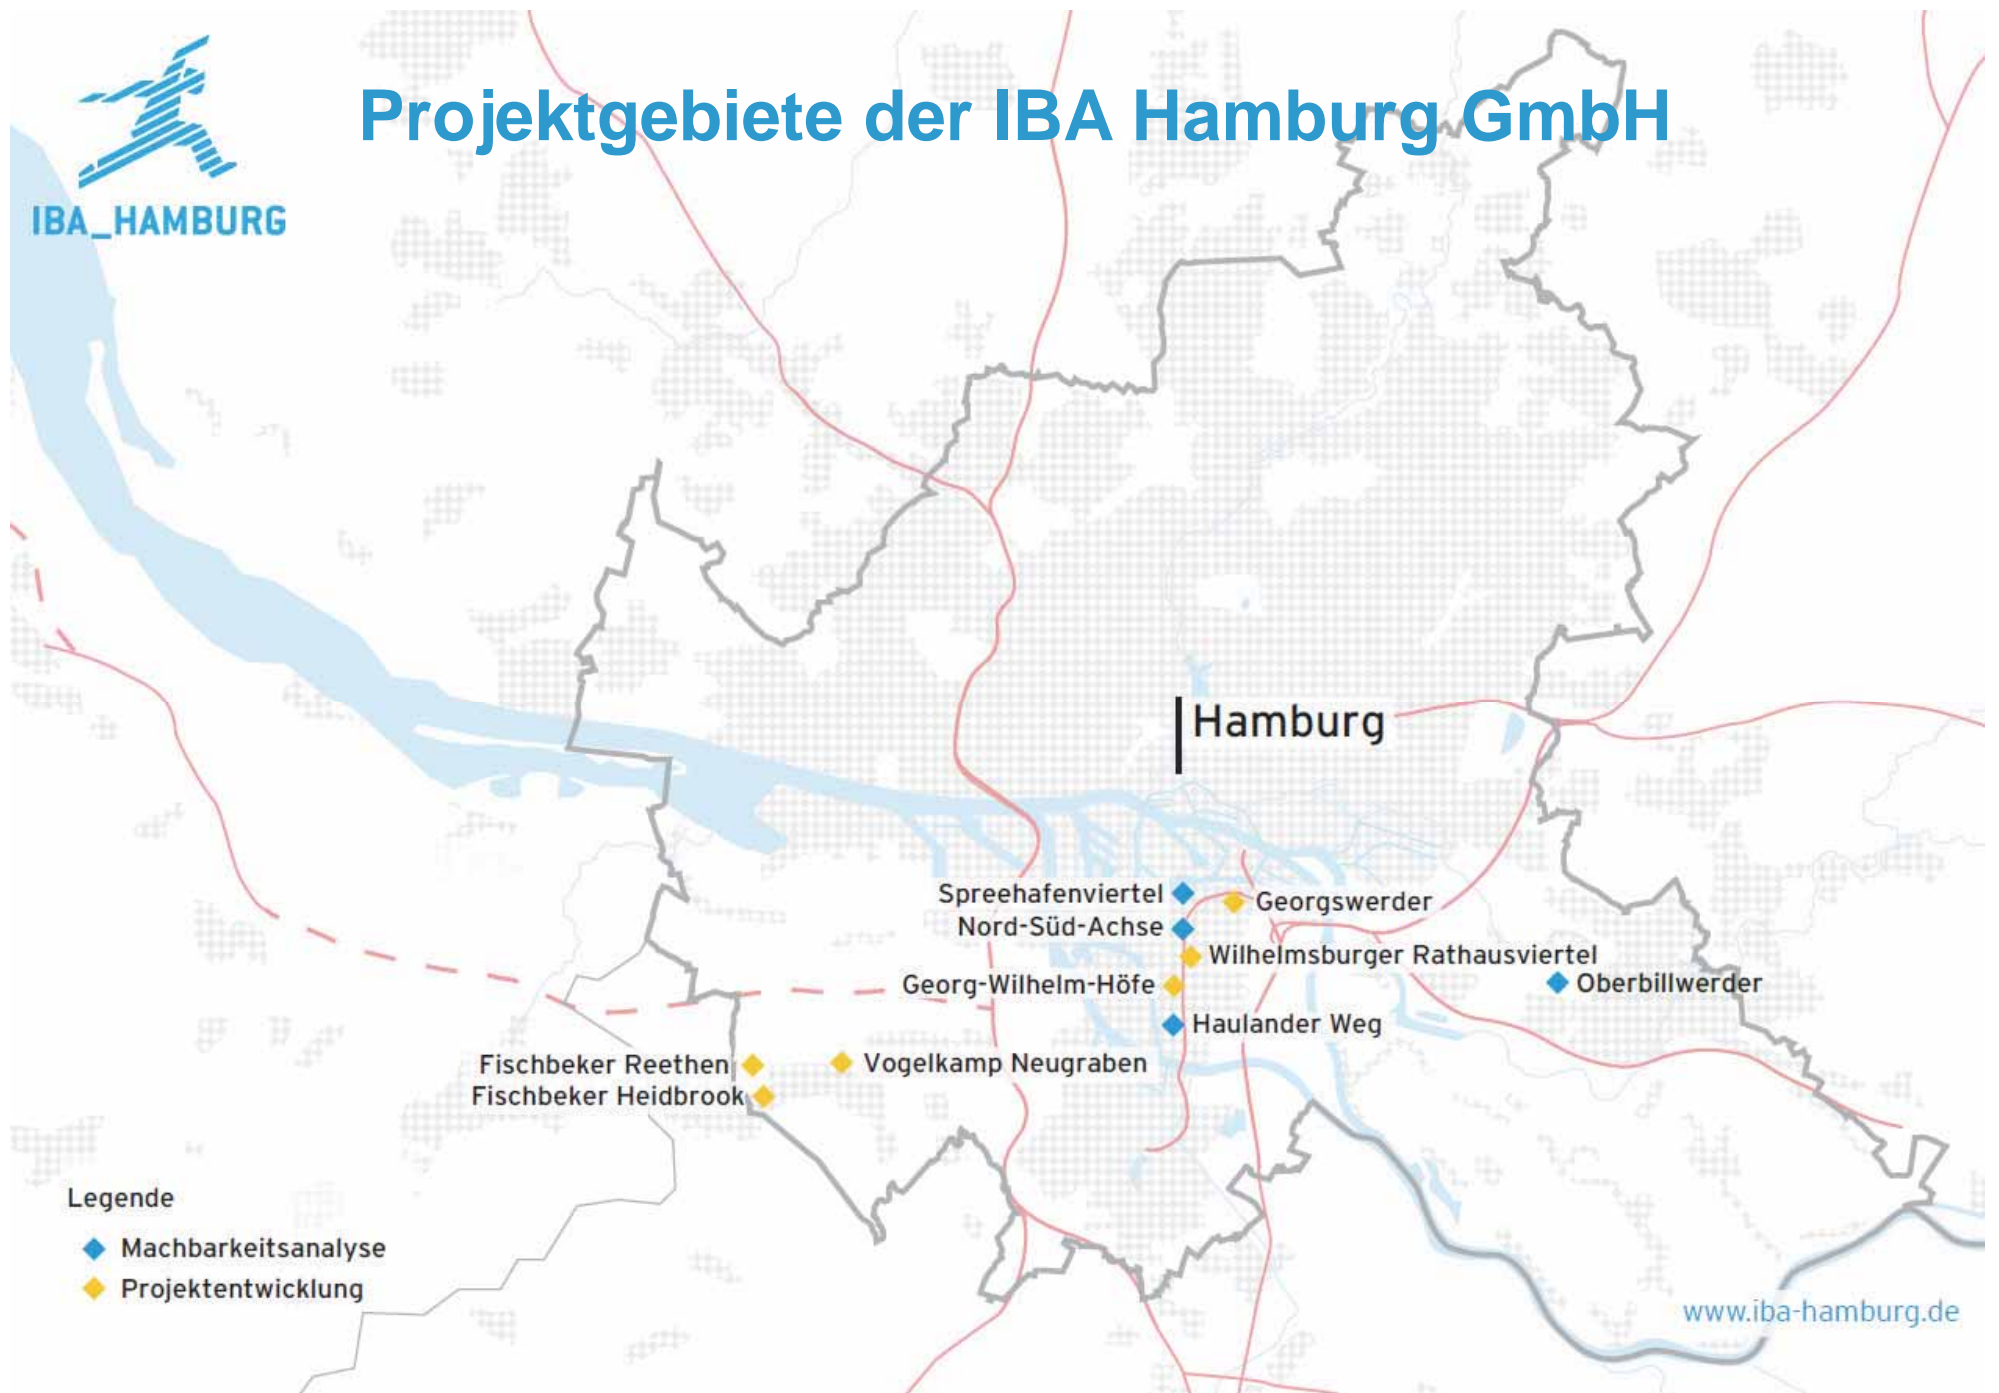 Projektgebiete der IBA Hamburg GmbH
IBA_HAMBURG
Hamburg
Spreehafenviertel
Georgswerder
Nord-Süd-Achse
Wilhelmsburger Rathausviertel
Georg-Wilhelm-Höfe
Oberbillwerder
Haulander Weg
Fischbeker Reethen
Vogelkamp Neugraben
Fischbeker Heidbrook
Legende
Machbarkeitsanalyse
Projektentwicklung
www.iba-hamburg.de